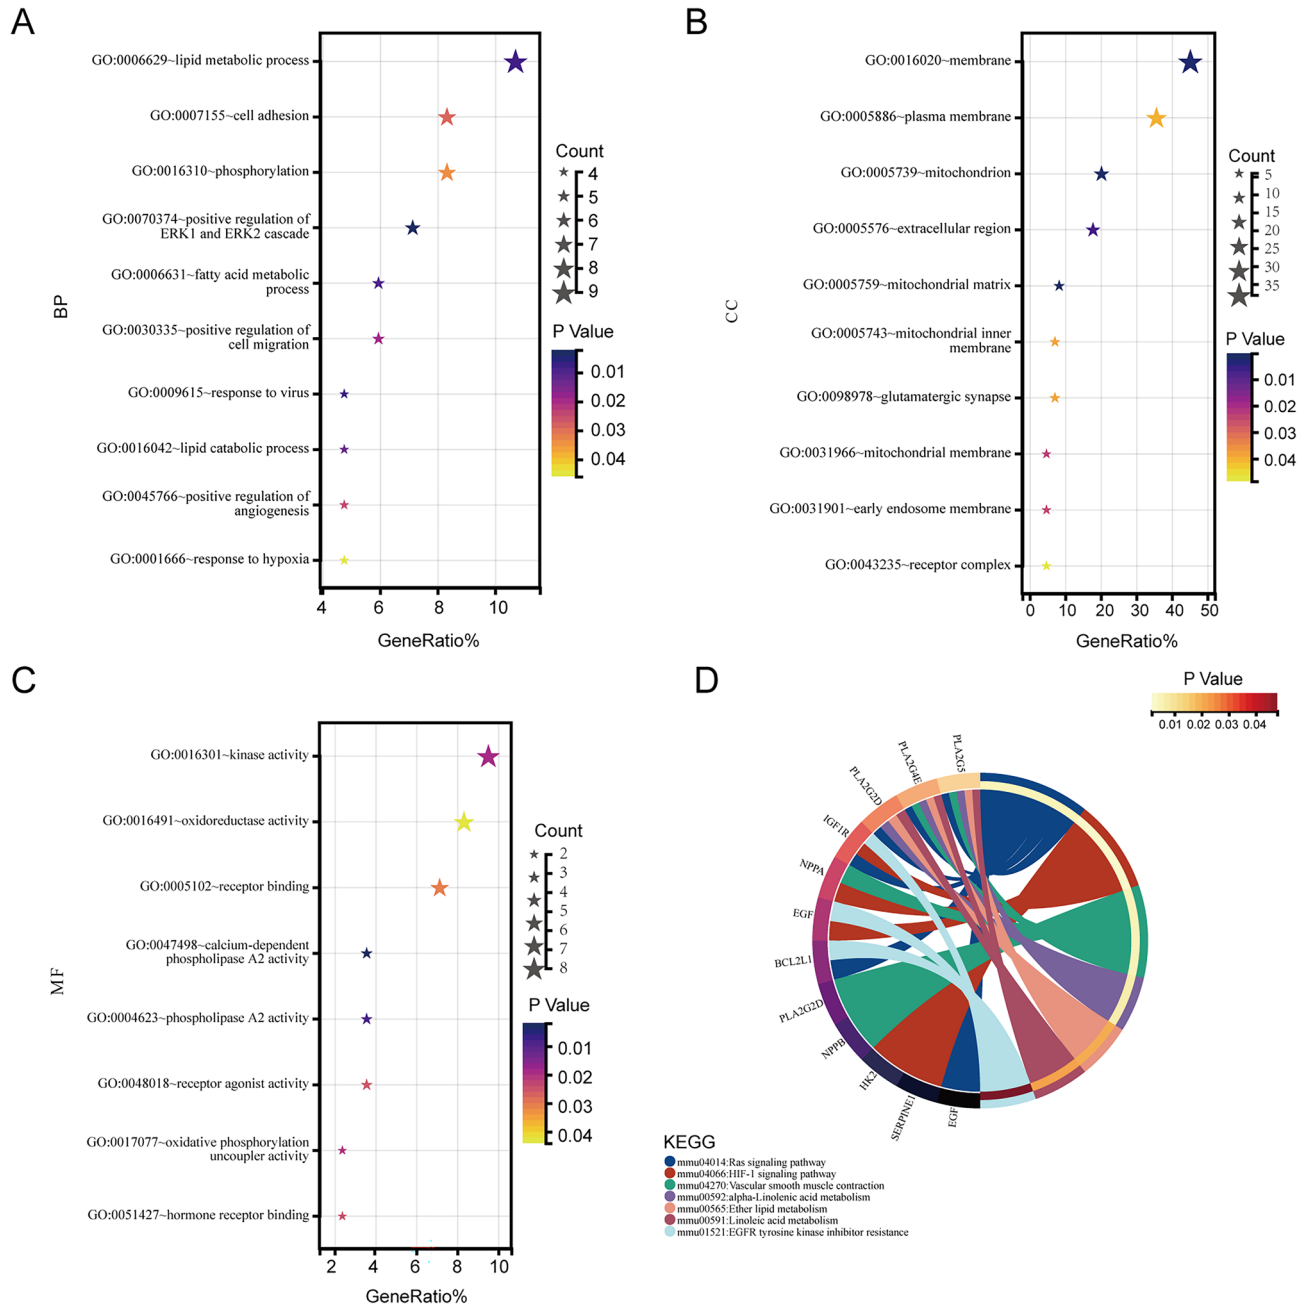 A
GO:0006629~lipid metabolic process
GO:0007155~cell adhesion
GO:0016310~phosphorylation
GO:0070374~positive regulation of
ERK1 and ERK2 cascade
GO:0006631~fatty acid metabolic
process
GO:0030335~positive regulation of
cell migration
GO:0009615~response to virus
GO:0016042~lipid catabolic process
GO:0045766~positive regulation of
angiogenesis
GO:0001666~response to hypoxia
BP
4 6 8 10
GeneRatio%
Count
4
5
6
7
8
9
P Value
0.01
0.02
0.03
0.04
B
GO:0016020~membrane
GO:0005886~plasma membrane
GO:0005739~mitochondrion
GO:0005576~extracellular region
GO:0005759~mitochondrial matrix
GO:0005743~mitochondrial inner
membrane
GO:0098978~glutamatergic synapse
GO:0031966~mitochondrial membrane
GO:0031901~early endosome membrane
GO:0043235~receptor complex
CC
0 10 20 30 40 50
GeneRatio%
Count
5
10
15
20
25
30
35
P Value
0.01
0.02
0.03
0.04
C
GO:0016301~kinase activity
GO:0016491~oxidoreductase activity
GO:0005102~receptor binding
GO:0047498~calcium-dependent
phospholipase A2 activity
GO:0004623~phospholipase A2 activity
GO:0048018~receptor agonist activity
GO:0017077~oxidative phosphorylation
uncoupler activity
GO:0051427~hormone receptor binding
MF
2 4 6 8 10
GeneRatio%
Count
2
3
4
5
6
7
8
P Value
0.01
0.02
0.03
0.04
D
P Value
0.01 0.02 0.03 0.04
PLA2G5
PLA2G4E
PLA2G2D
IGF1R
NPPA
EGF
BCL2L1
PLA2G2D
NPPB
HK2
SERPINE1
EGF
KEGG
mmu04014:Ras signaling pathway
mmu04066:HIF-1 signaling pathway
mmu04270:Vascular smooth muscle contraction
mmu00592:alpha-Linolenic acid metabolism
mmu00565:Ether lipid metabolism
mmu00591:Linoleic acid metabolism
mmu01521:EGFR tyrosine kinase inhibitor resistance